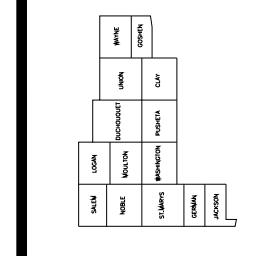 WAYNE
GOSHEN
UNION
CLAY
DUCHOUQUET
PUSHETA
LOGAN
MOULTON
WASHINGTON
SALEM
NOBLE
ST.MARYS
GERMAN
JACKSON